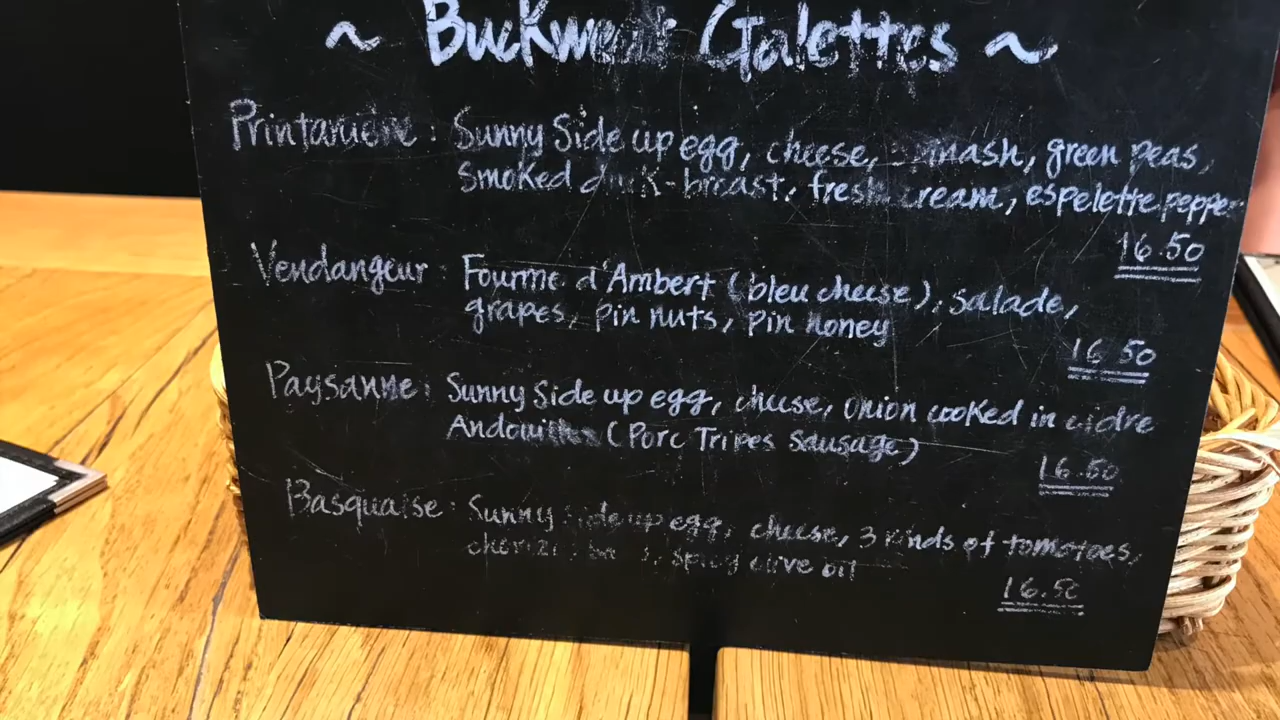 ~ Buckweat Galettes ~
Printanière : Sunny Side up egg, cheese, green peas,
smoked duck-breast, fresh cream, espelette pepper
16.50
Vendangeur : Fourme d'Ambert (bleu cheese), salade,
grapes, pin nuts, pin honey
16.50
Paysanne : Sunny Side up egg, cheese, onion cooked in cidre
Andouilles (Porc Tripes Sausage)
16.50
Basquaise : Sunny Side up egg, cheese, 3 kinds of tomatoes,
spicy olive oil
16.50